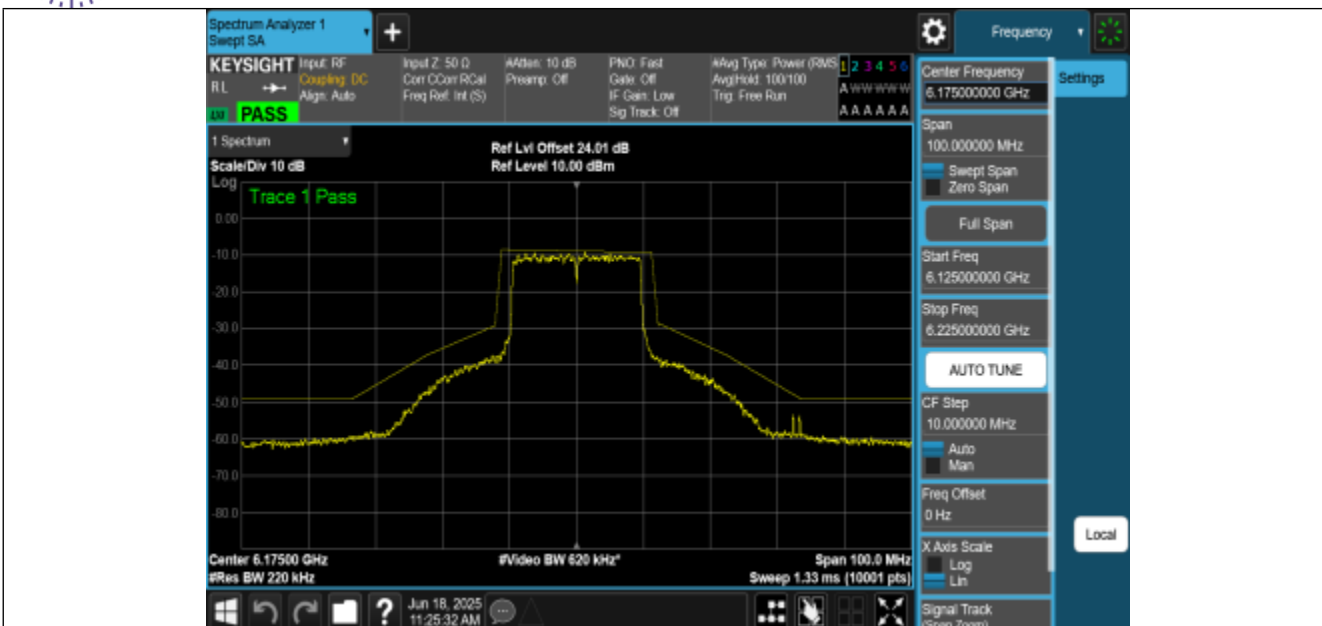 Spectrum Analyzer 1
Swept SA
+
Frequency
KEYSIGHT
RL
PASS
Input: RF
Coupling: DC
Align: Auto
Input Z: 50 Ω
Corr CCorr RCal
Freq Ref: Int (S)
#Atten: 10 dB
Preamp: Off
PNO: Fast
Gate: Off
IF Gain: Low
Sig Track: Off
#Avg Type: Power (RMS
Avg|Hold: 100/100
Trig: Free Run
1 2 3 4 5 6
A W W W W W
A A A A A A
Center Frequency
6.175000000 GHz
Settings
Span
100.000000 MHz
Swept Span
Zero Span
Full Span
Start Freq
6.125000000 GHz
Stop Freq
6.225000000 GHz
AUTO TUNE
CF Step
10.000000 MHz
Auto
Man
Freq Offset
0 Hz
X Axis Scale
Log
Lin
Signal Track
(Span Zoom)
Local
1 Spectrum
Scale/Div 10 dB
Ref Lvl Offset 24.01 dB
Ref Level 10.00 dBm
Log
Trace 1 Pass
0.00
-10.0
-20.0
-30.0
-40.0
-50.0
-60.0
-70.0
-80.0
Center 6.17500 GHz
#Res BW 220 kHz
#Video BW 620 kHz*
Span 100.0 MHz
Sweep 1.33 ms (10001 pts)
?
Jun 18, 2025
11:25:32 AM